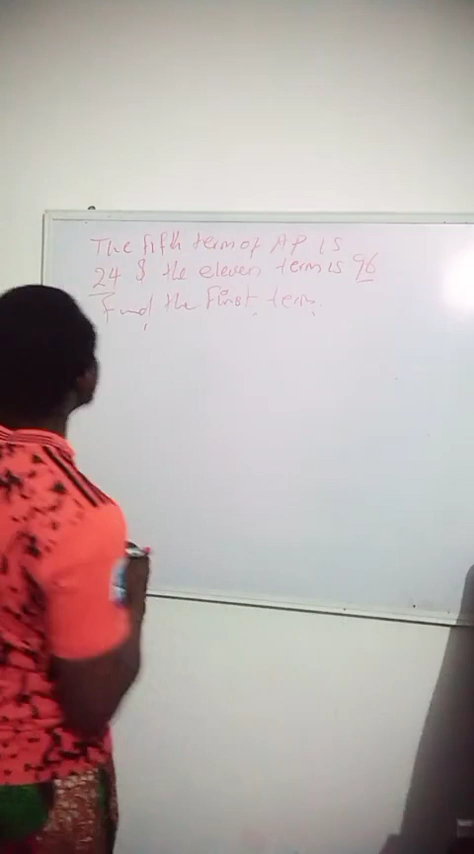 The fifth term of AP is
24 & the eleven term is 96
find the first term.